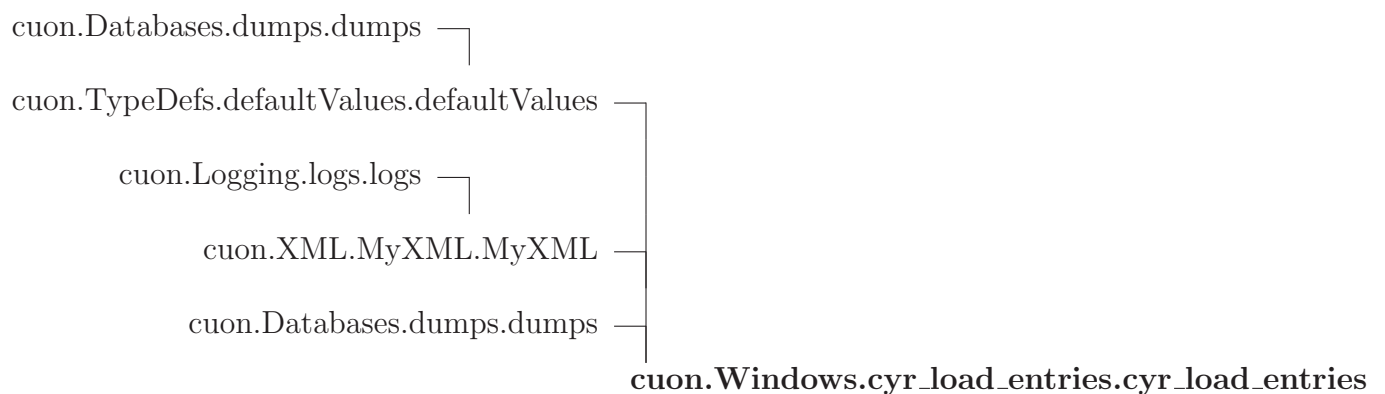 cuon.Databases.dumps.dumps
cuon.TypeDefs.defaultValues.defaultValues
cuon.Logging.logs.logs
cuon.XML.MyXML.MyXML
cuon.Databases.dumps.dumps
cuon.Windows.cyr_load_entries.cyr_load_entries